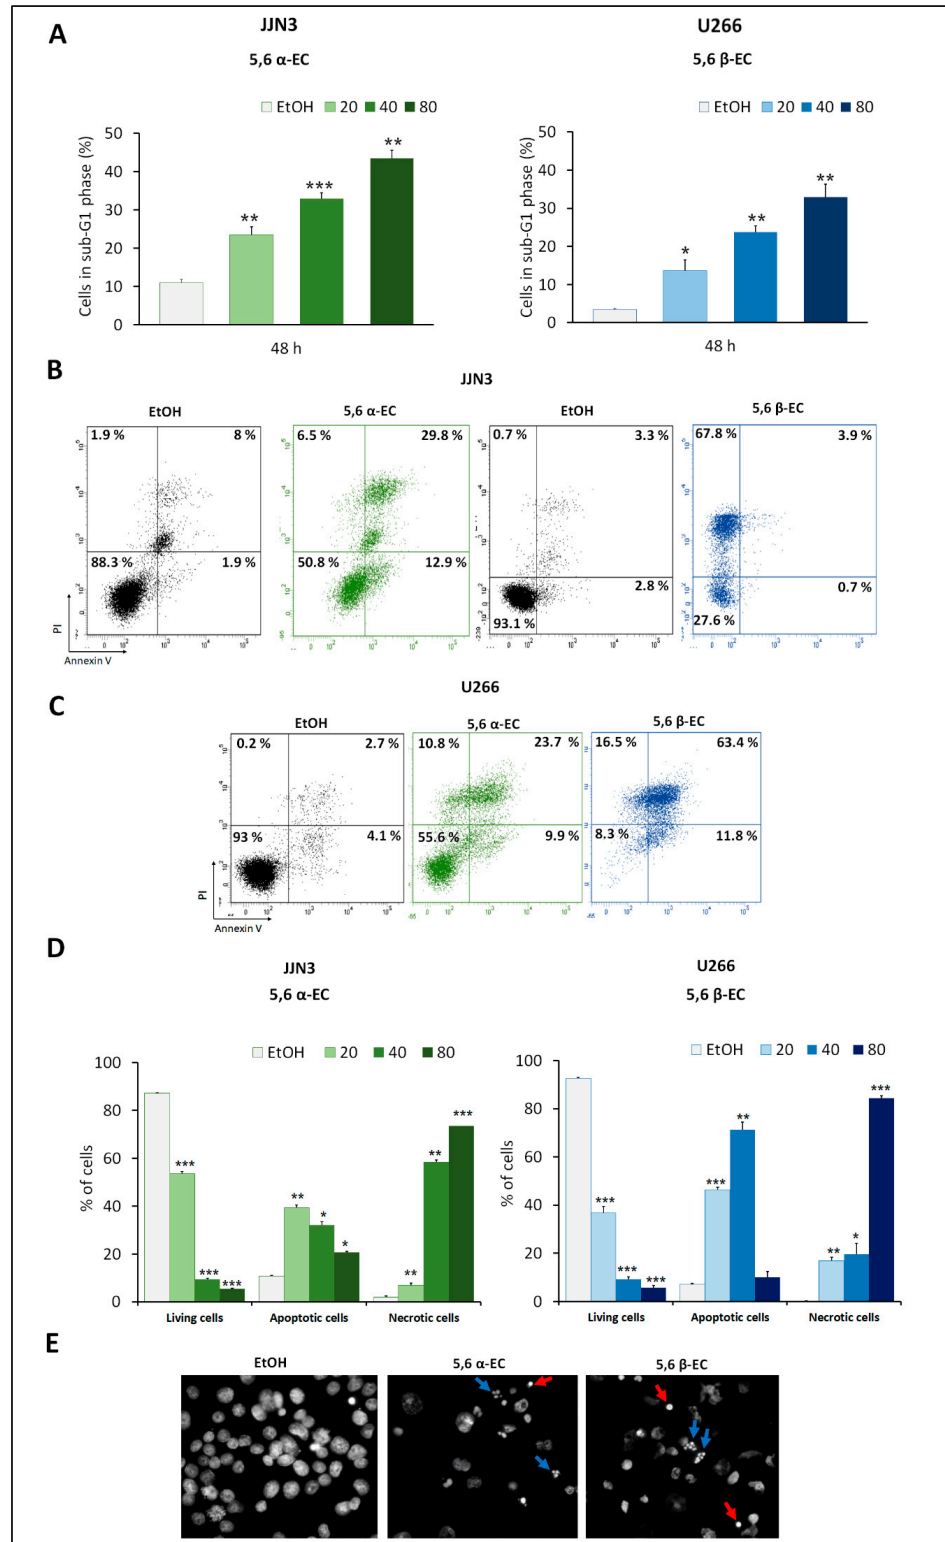 A
JJN3
5,6 α-EC
U266
5,6 β-EC
EtOH 20 40 80
EtOH 20 40 80
Cells in sub-G1 phase (%)
50
40
30
20
10
0
** *** **
48 h
Cells in sub-G1 phase (%)
50
40
30
20
10
0
* ** **
48 h
B
JJN3
EtOH
5,6 α-EC
EtOH
5,6 β-EC
1.9 % 8 %
88.3 % 1.9 %
6.5 % 29.8 %
50.8 % 12.9 %
0.7 % 3.3 %
93.1 % 2.8 %
67.8 % 3.9 %
27.6 % 0.7 %
PI
Annexin V
C
U266
EtOH
5,6 α-EC
5,6 β-EC
0.2 % 2.7 %
93 % 4.1 %
10.8 % 23.7 %
55.6 % 9.9 %
16.5 % 63.4 %
8.3 % 11.8 %
PI
Annexin V
D
JJN3
5,6 α-EC
U266
5,6 β-EC
EtOH 20 40 80
EtOH 20 40 80
% of cells
100
80
60
40
20
0
*** *** *** ** * * ** ** ***
Living cells Apoptotic cells Necrotic cells
% of cells
100
80
60
40
20
0
*** *** *** *** ** ** * ***
Living cells Apoptotic cells Necrotic cells
E
EtOH
5,6 α-EC
5,6 β-EC